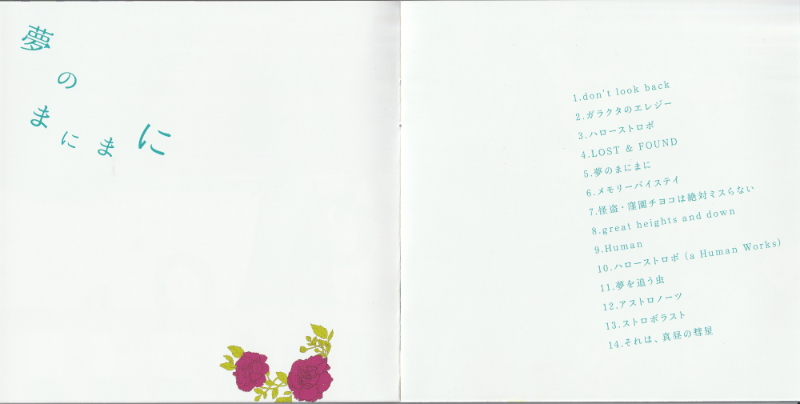 夢
の
まにまに
1.don't look back
2.ガラクタのエレジー
3.ハローストロボ
4.LOST & FOUND
5.夢のまにまに
6.メモリーバイステイ
7.怪盗・窪園チヨコは絶対ミスらない
8.great heights and down
9.Human
10.ハローストロボ (a Human Works)
11.夢を追う虫
12.アストロノーツ
13.ストロボラスト
14.それは、真昼の彗星